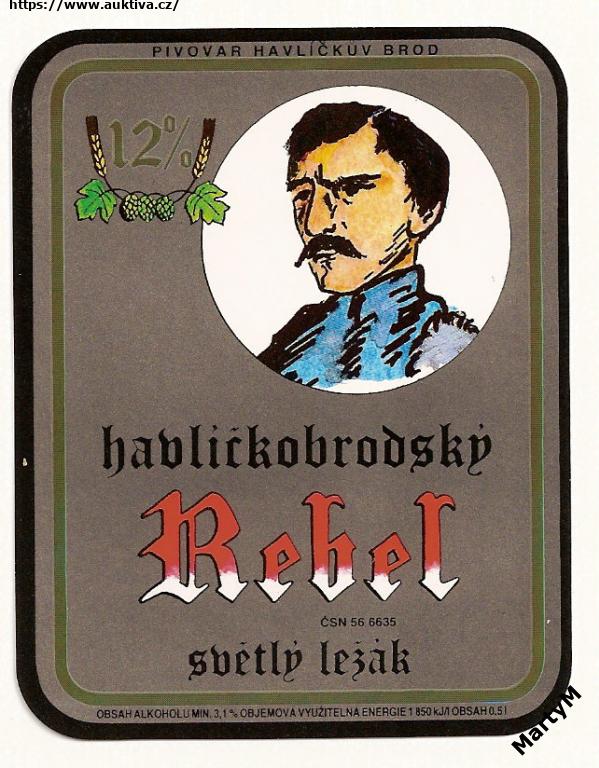 https://www.auktiva.cz/
PIVOVAR HAVLÍČKŮV BROD
12%
havlíčkobrodský
Rebel
ČSN 56 6635
světlý ležák
OBSAH ALKOHOLU MIN. 3,1 % OBJEMOVÁ VYUŽITELNÁ ENERGIE 1 850 kJ/l OBSAH 0,5 l
MartyM